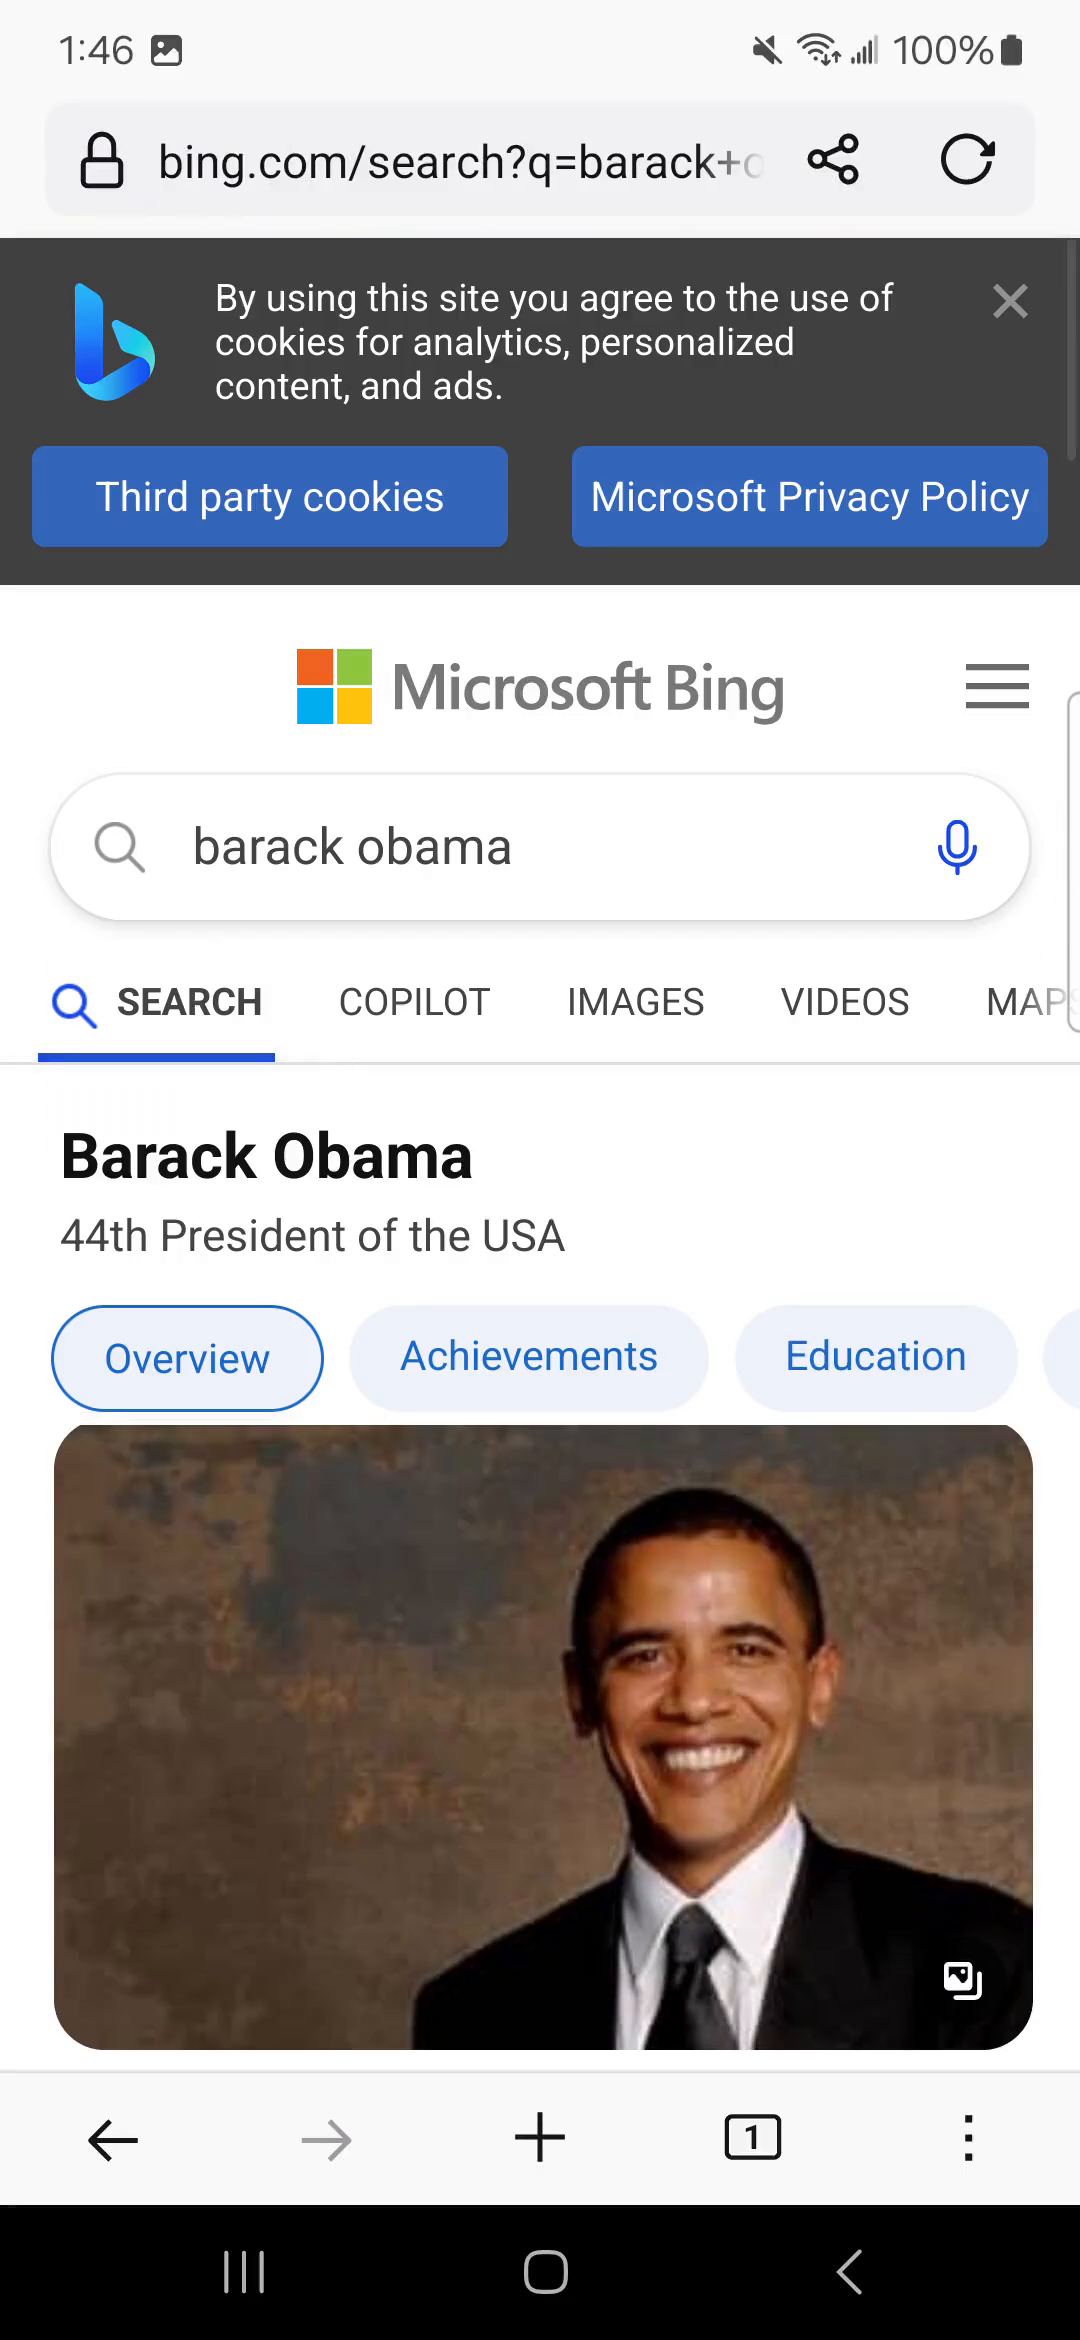 1:46 100%
bing.com/search?q=barack+
By using this site you agree to the use of
cookies for analytics, personalized
content, and ads.
Third party cookies Microsoft Privacy Policy
Microsoft Bing
barack obama
SEARCH COPILOT IMAGES VIDEOS MAP
Barack Obama
44th President of the USA
Overview Achievements Education
1